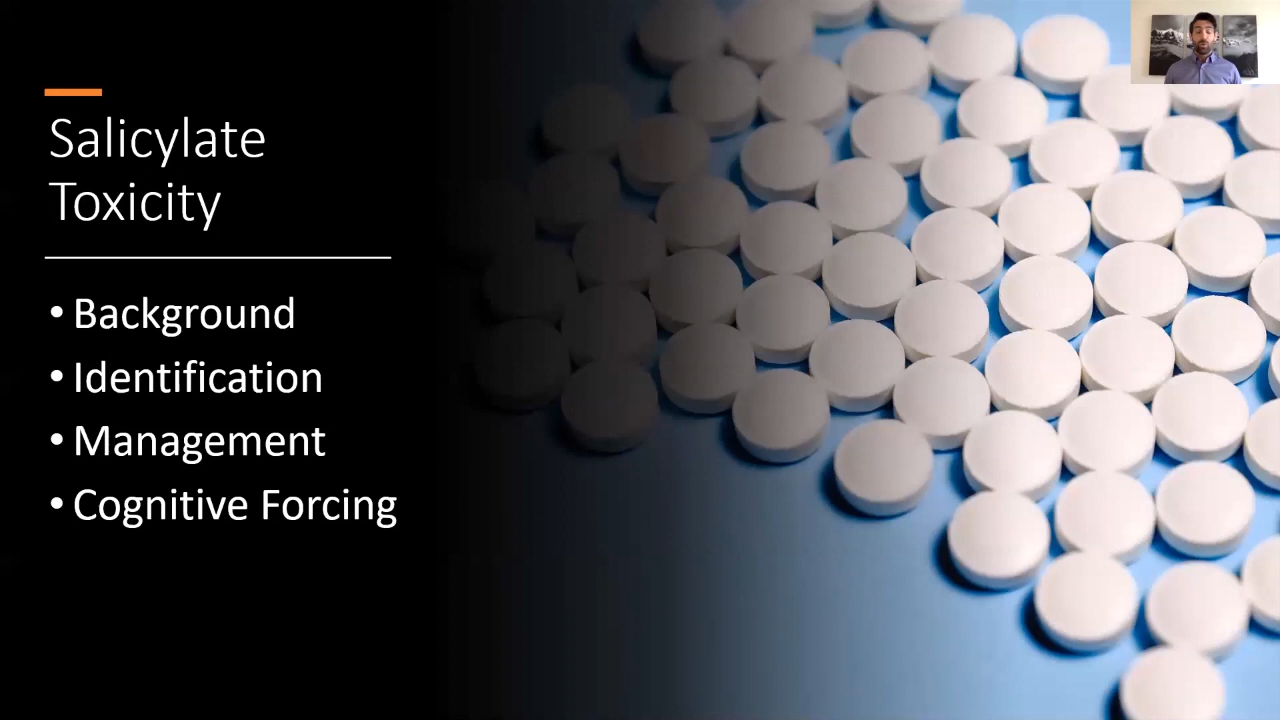 Salicylate
Toxicity
• Background
• Identification
• Management
• Cognitive Forcing